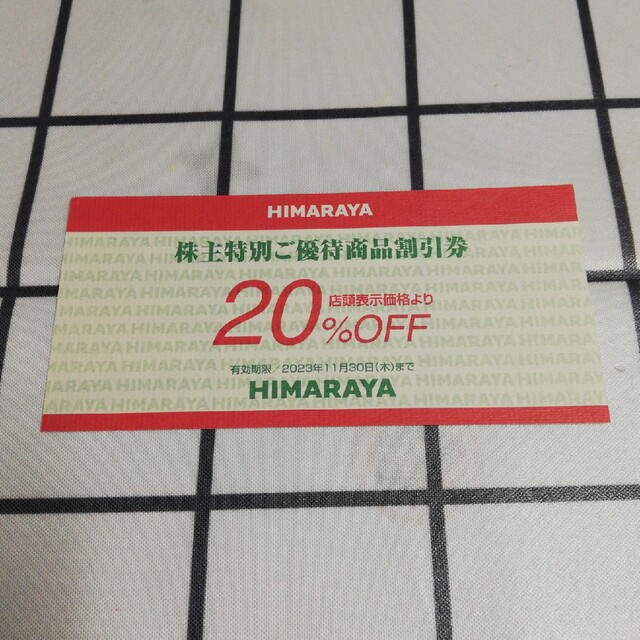 HIMARAYA
株主特別ご優待商品割引券
店頭表示価格より
20%OFF
有効期限／2023年11月30日(木)まで
HIMARAYA